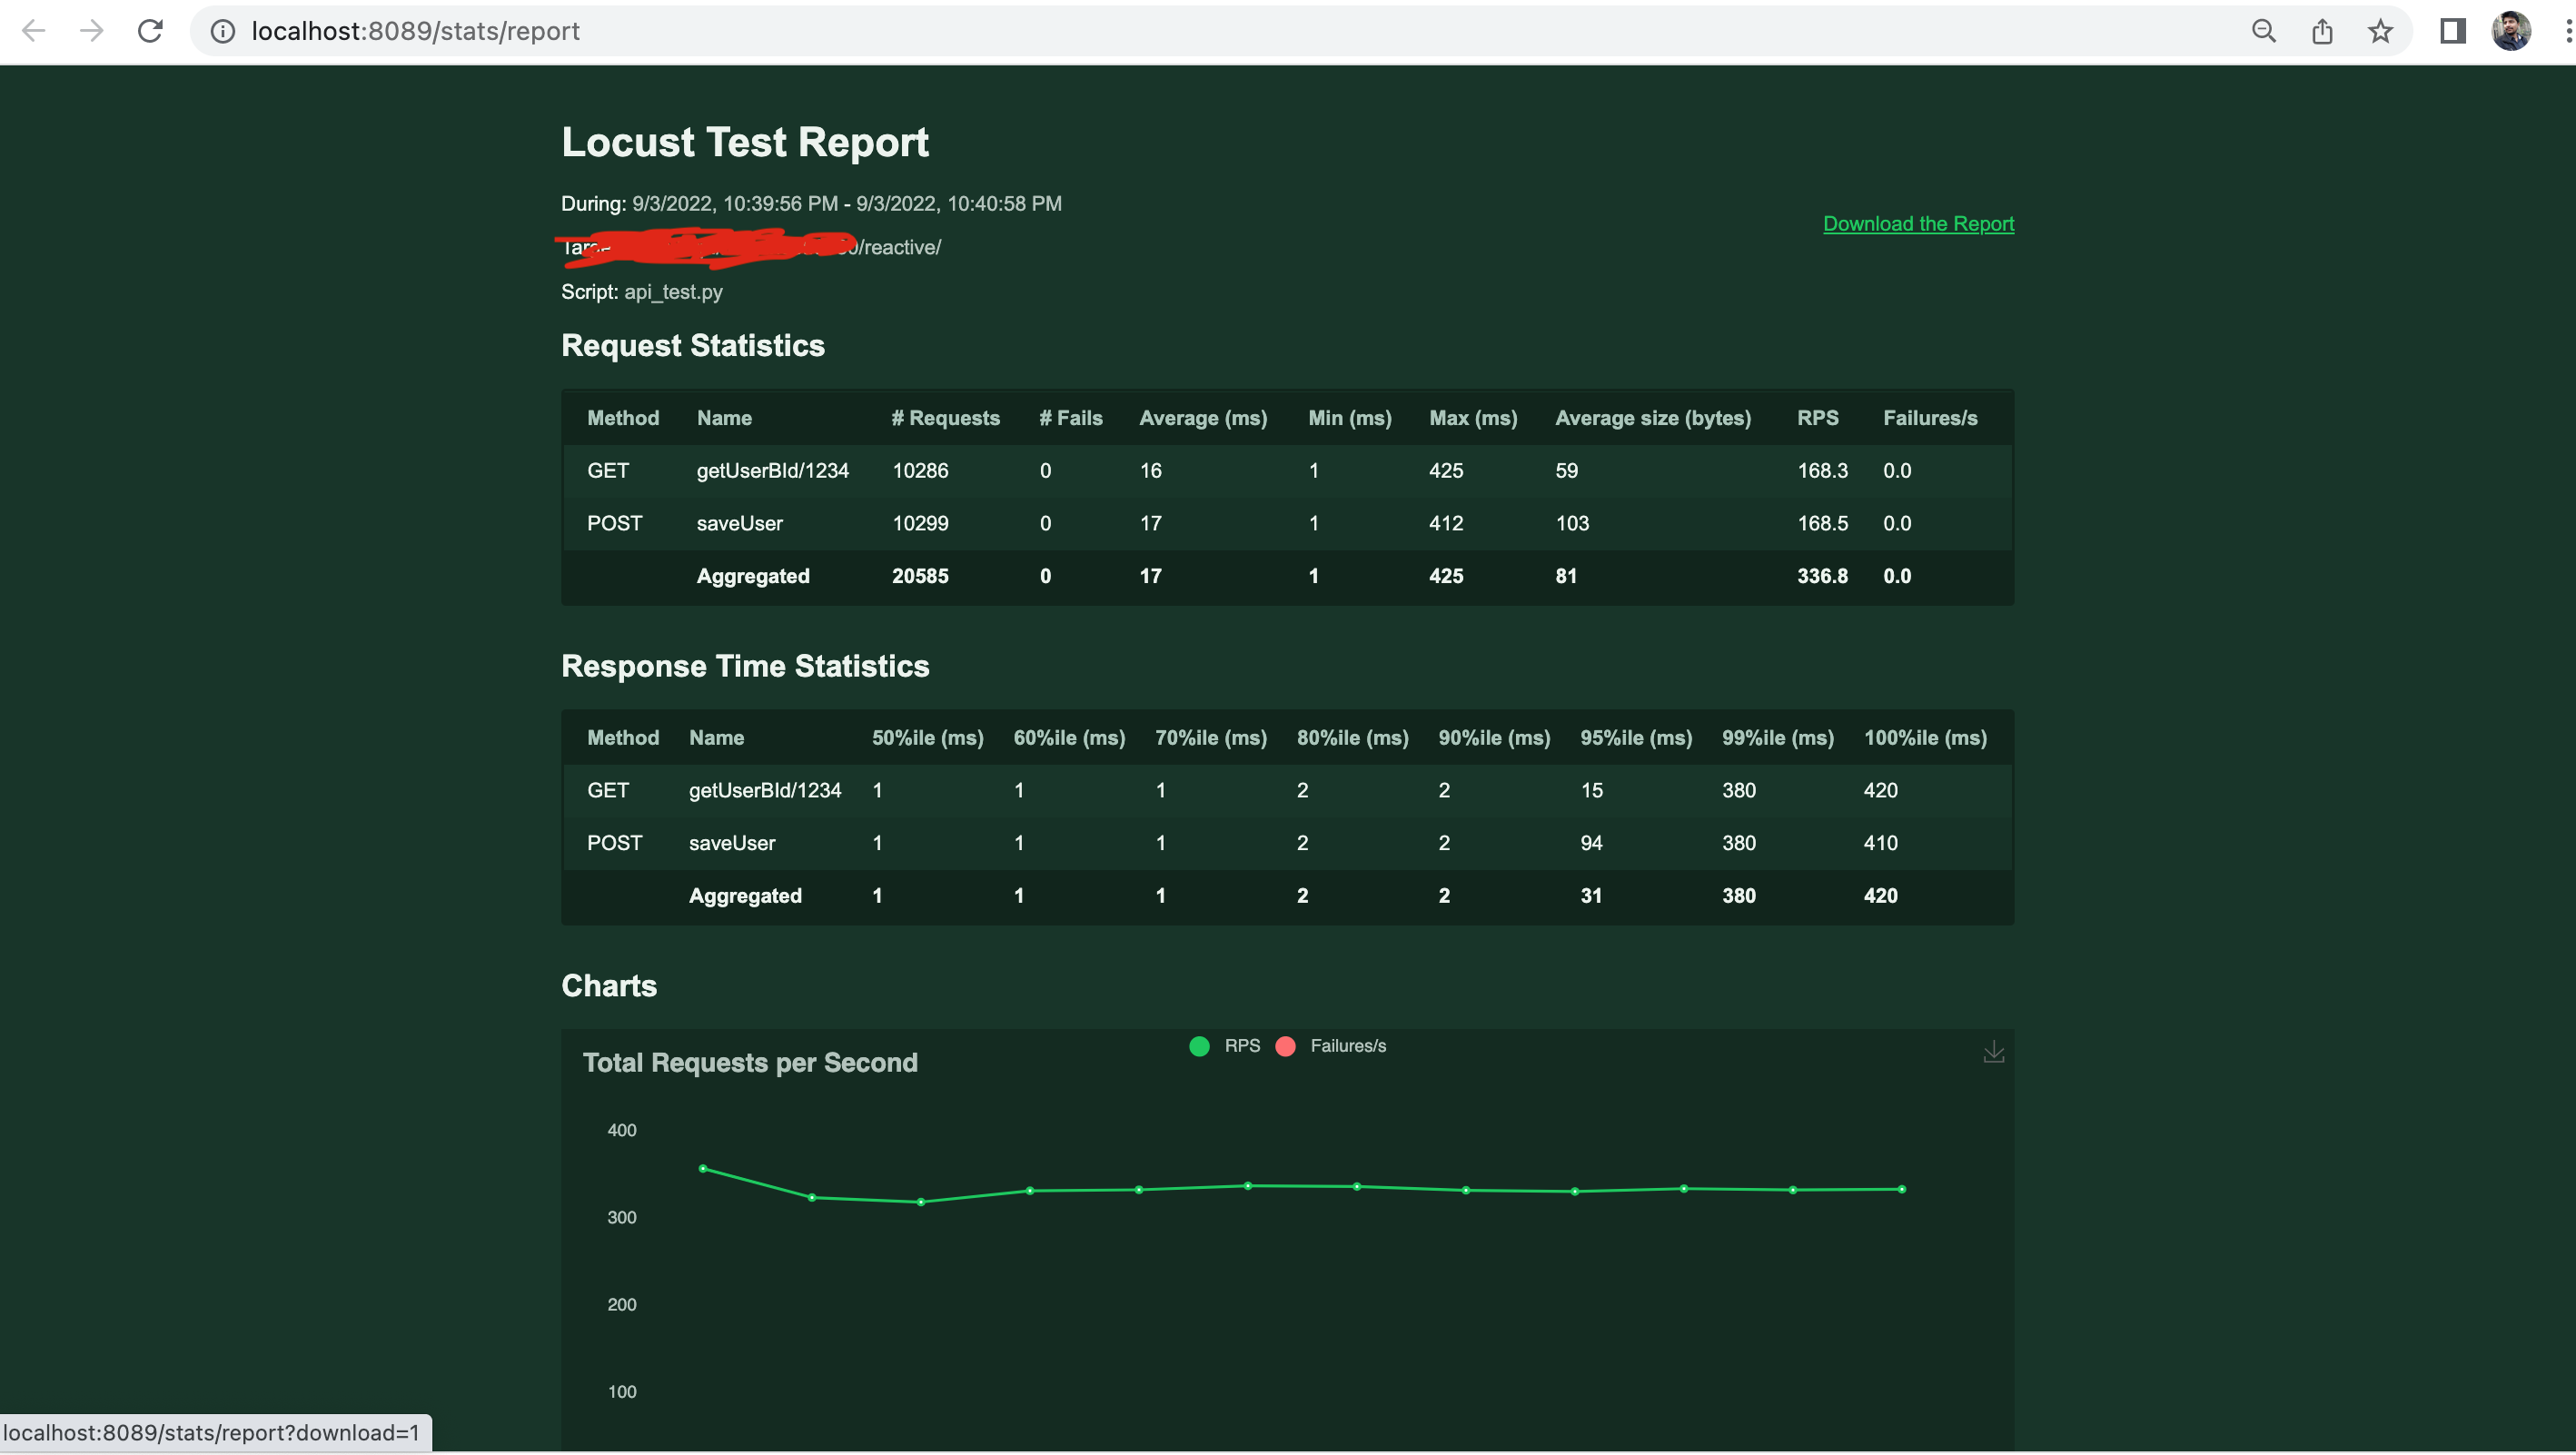 localhost:8089/stats/report
Locust Test Report
During: 9/3/2022, 10:39:56 PM - 9/3/2022, 10:40:58 PM
Download the Report
/reactive/
Script: api_test.py
Request Statistics
Method Name # Requests # Fails Average (ms) Min (ms) Max (ms) Average size (bytes) RPS Failures/s
GET getUserBId/1234 10286 0 16 1 425 59 168.3 0.0
POST saveUser 10299 0 17 1 412 103 168.5 0.0
Aggregated 20585 0 17 1 425 81 336.8 0.0
Response Time Statistics
Method Name 50%ile (ms) 60%ile (ms) 70%ile (ms) 80%ile (ms) 90%ile (ms) 95%ile (ms) 99%ile (ms) 100%ile (ms)
GET getUserBId/1234 1 1 1 2 2 15 380 420
POST saveUser 1 1 1 2 2 94 380 410
Aggregated 1 1 1 2 2 31 380 420
Charts
RPS Failures/s
Total Requests per Second
400
300
200
100
localhost:8089/stats/report?download=1